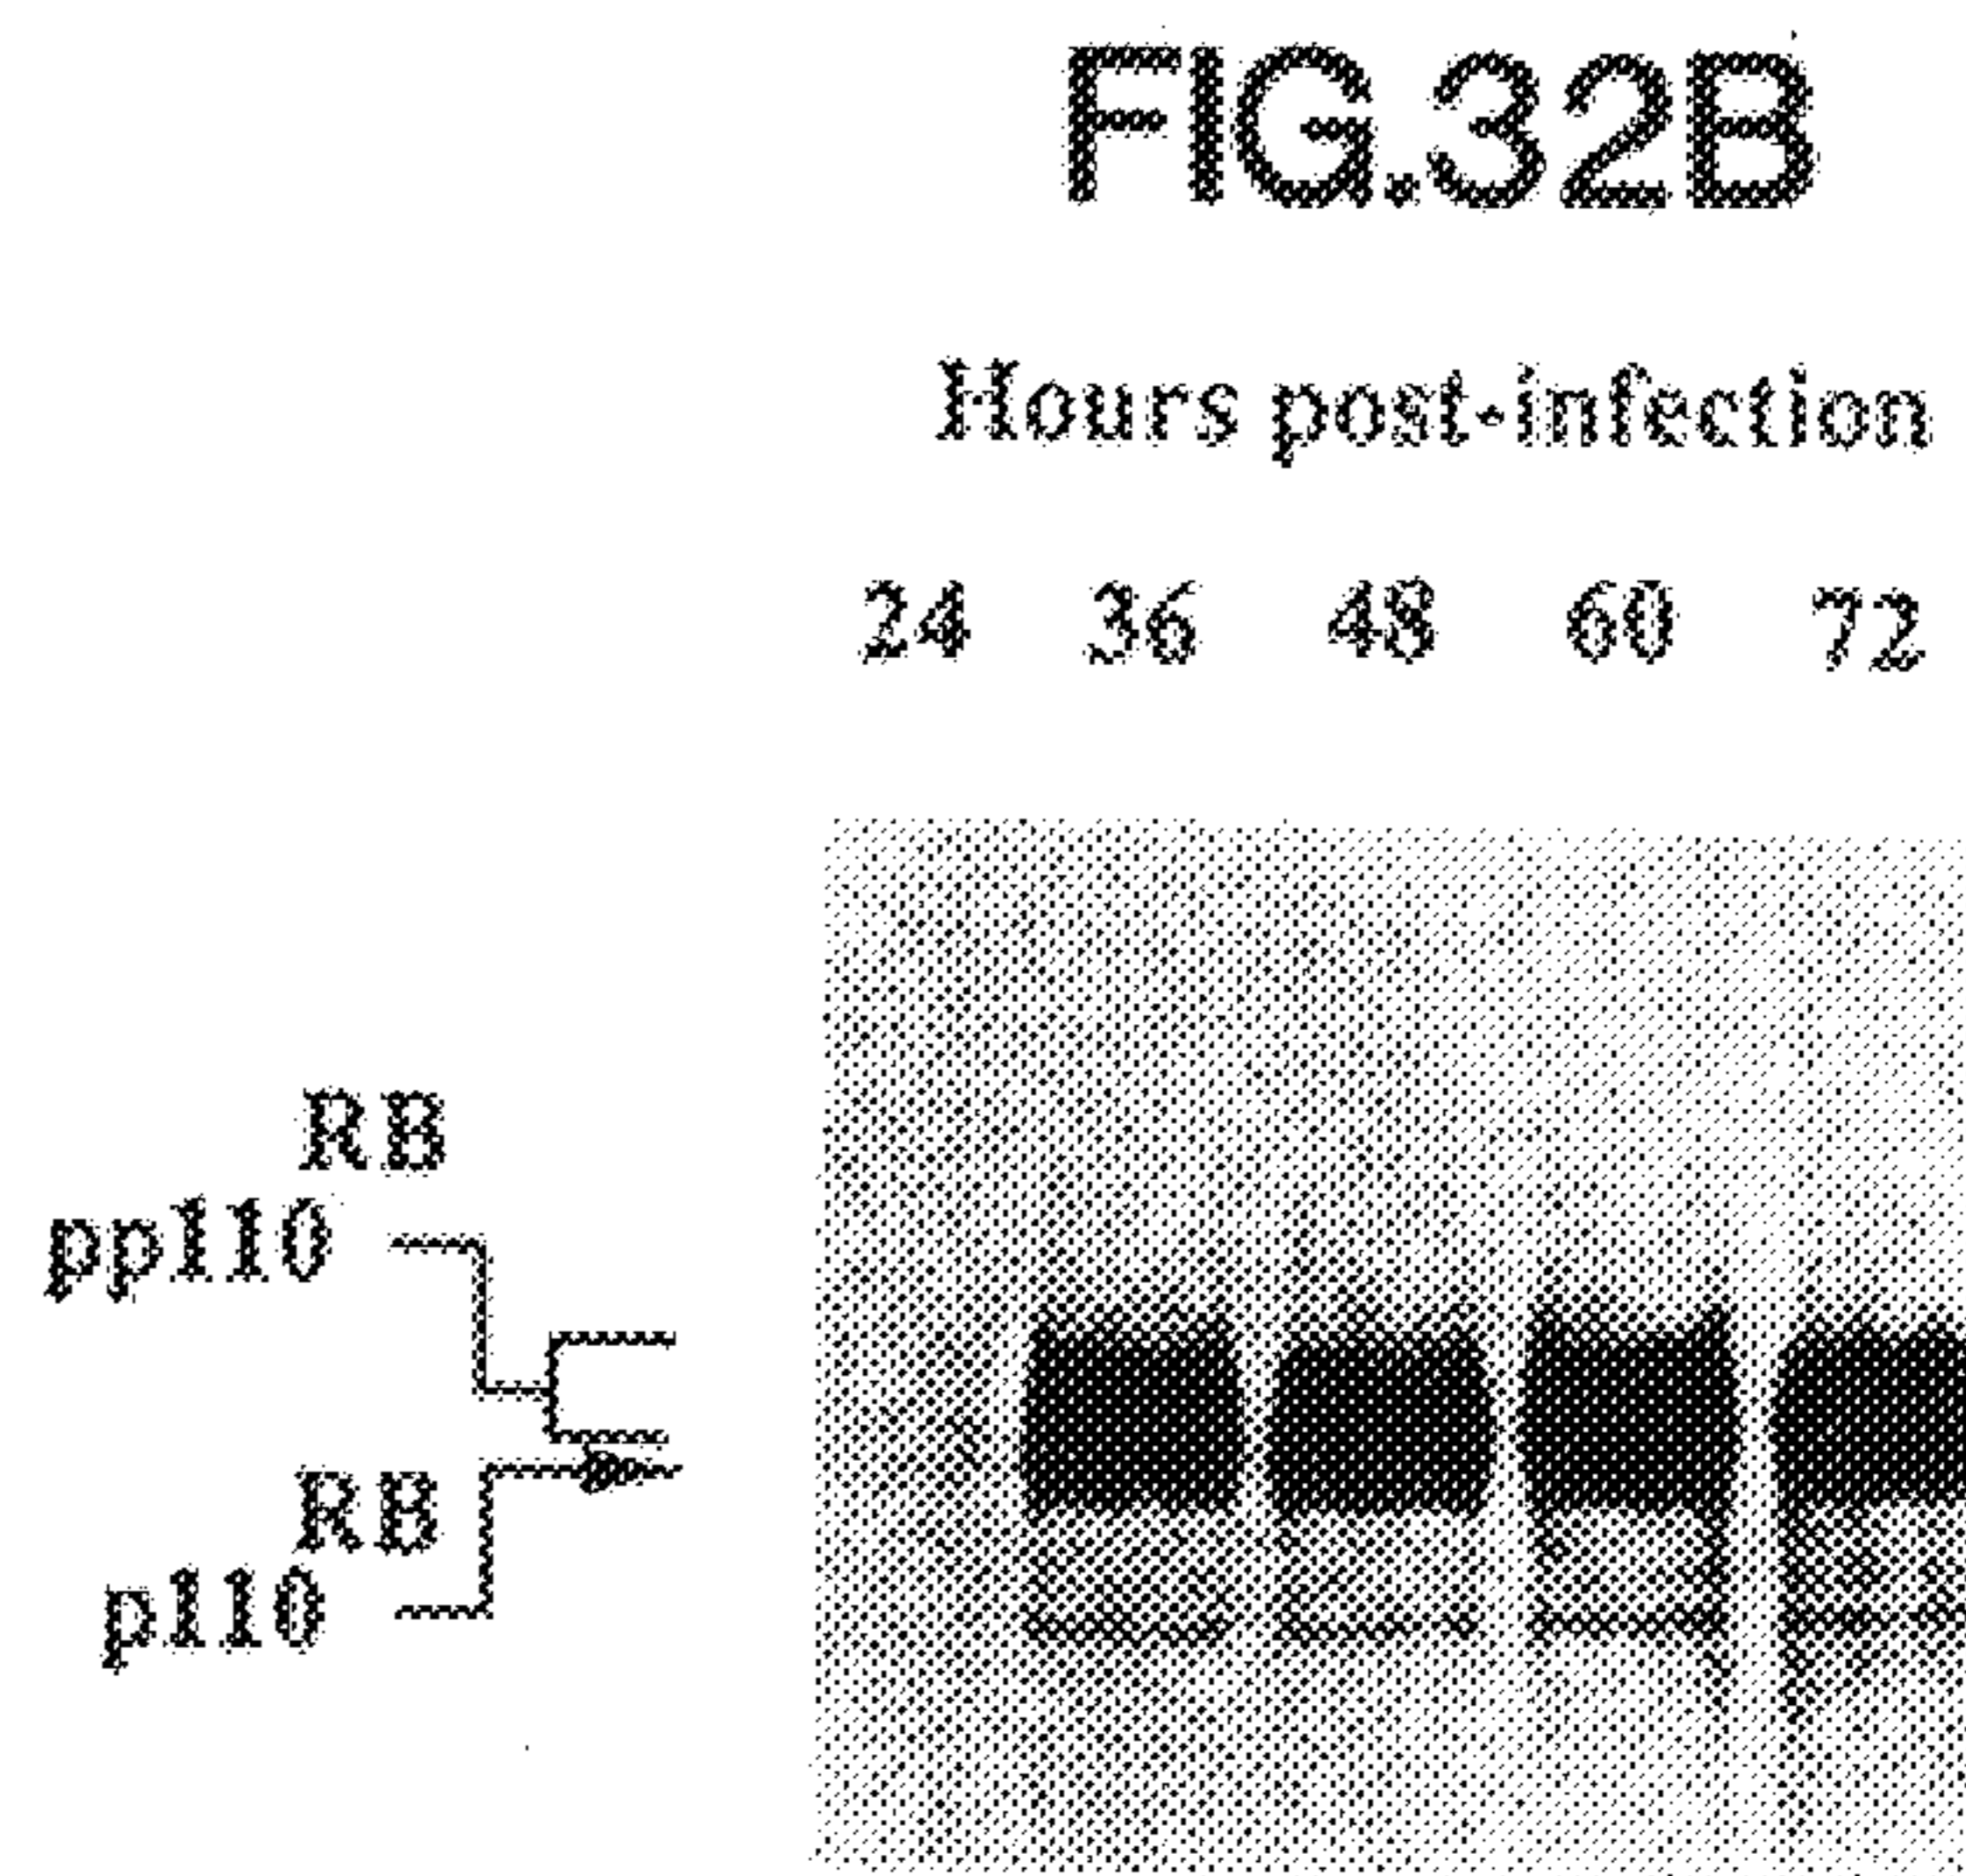 FIG.32B
Hours post-infection
24 36 48 60 72
RB
pp110
RB
p110